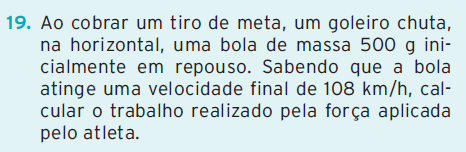 19. Ao cobrar um tiro de meta, um goleiro chuta,
na horizontal, uma bola de massa 500 g ini-
cialmente em repouso. Sabendo que a bola
atinge uma velocidade final de 108 km/h, cal-
cular o trabalho realizado pela força aplicada
pelo atleta.